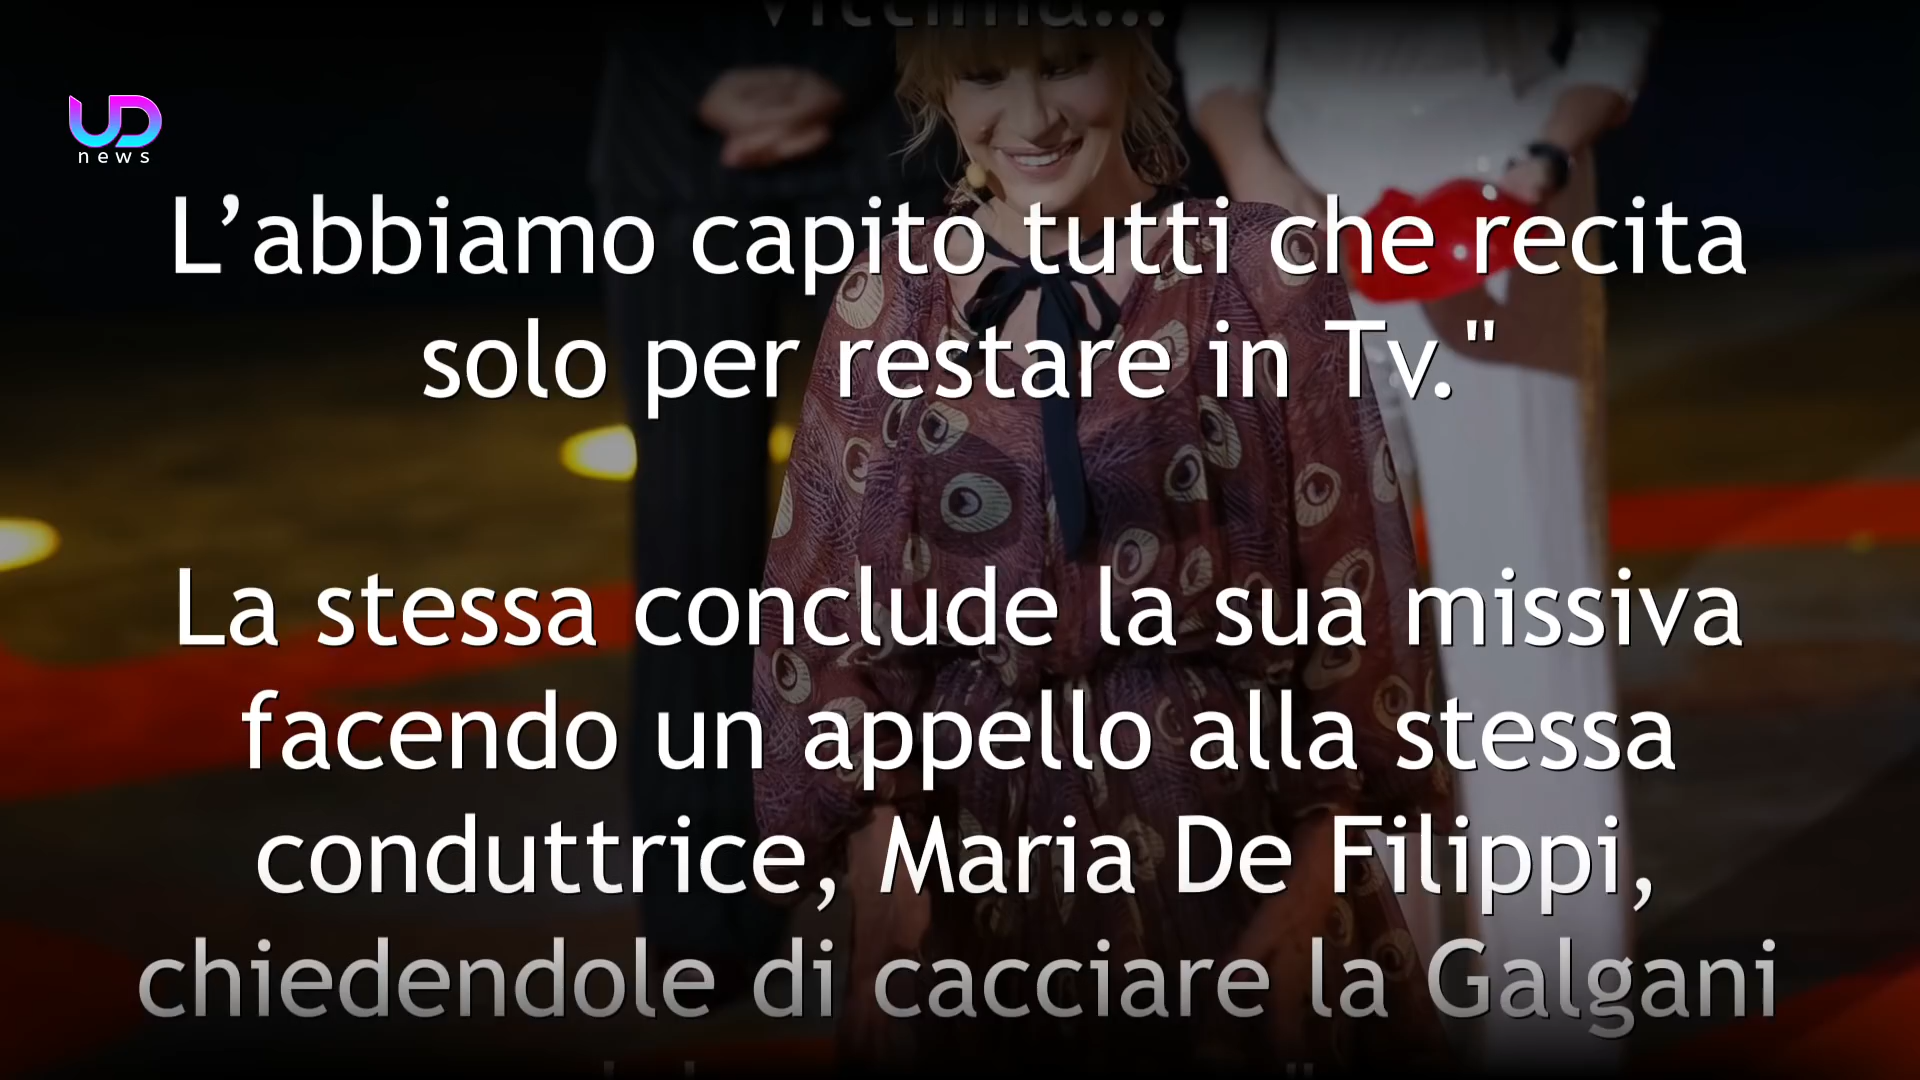 vittima...
UD
news
L’abbiamo capito tutti che recita
solo per restare in Tv."
La stessa conclude la sua missiva
facendo un appello alla stessa
conduttrice, Maria De Filippi,
chiedendole di cacciare la Galgani